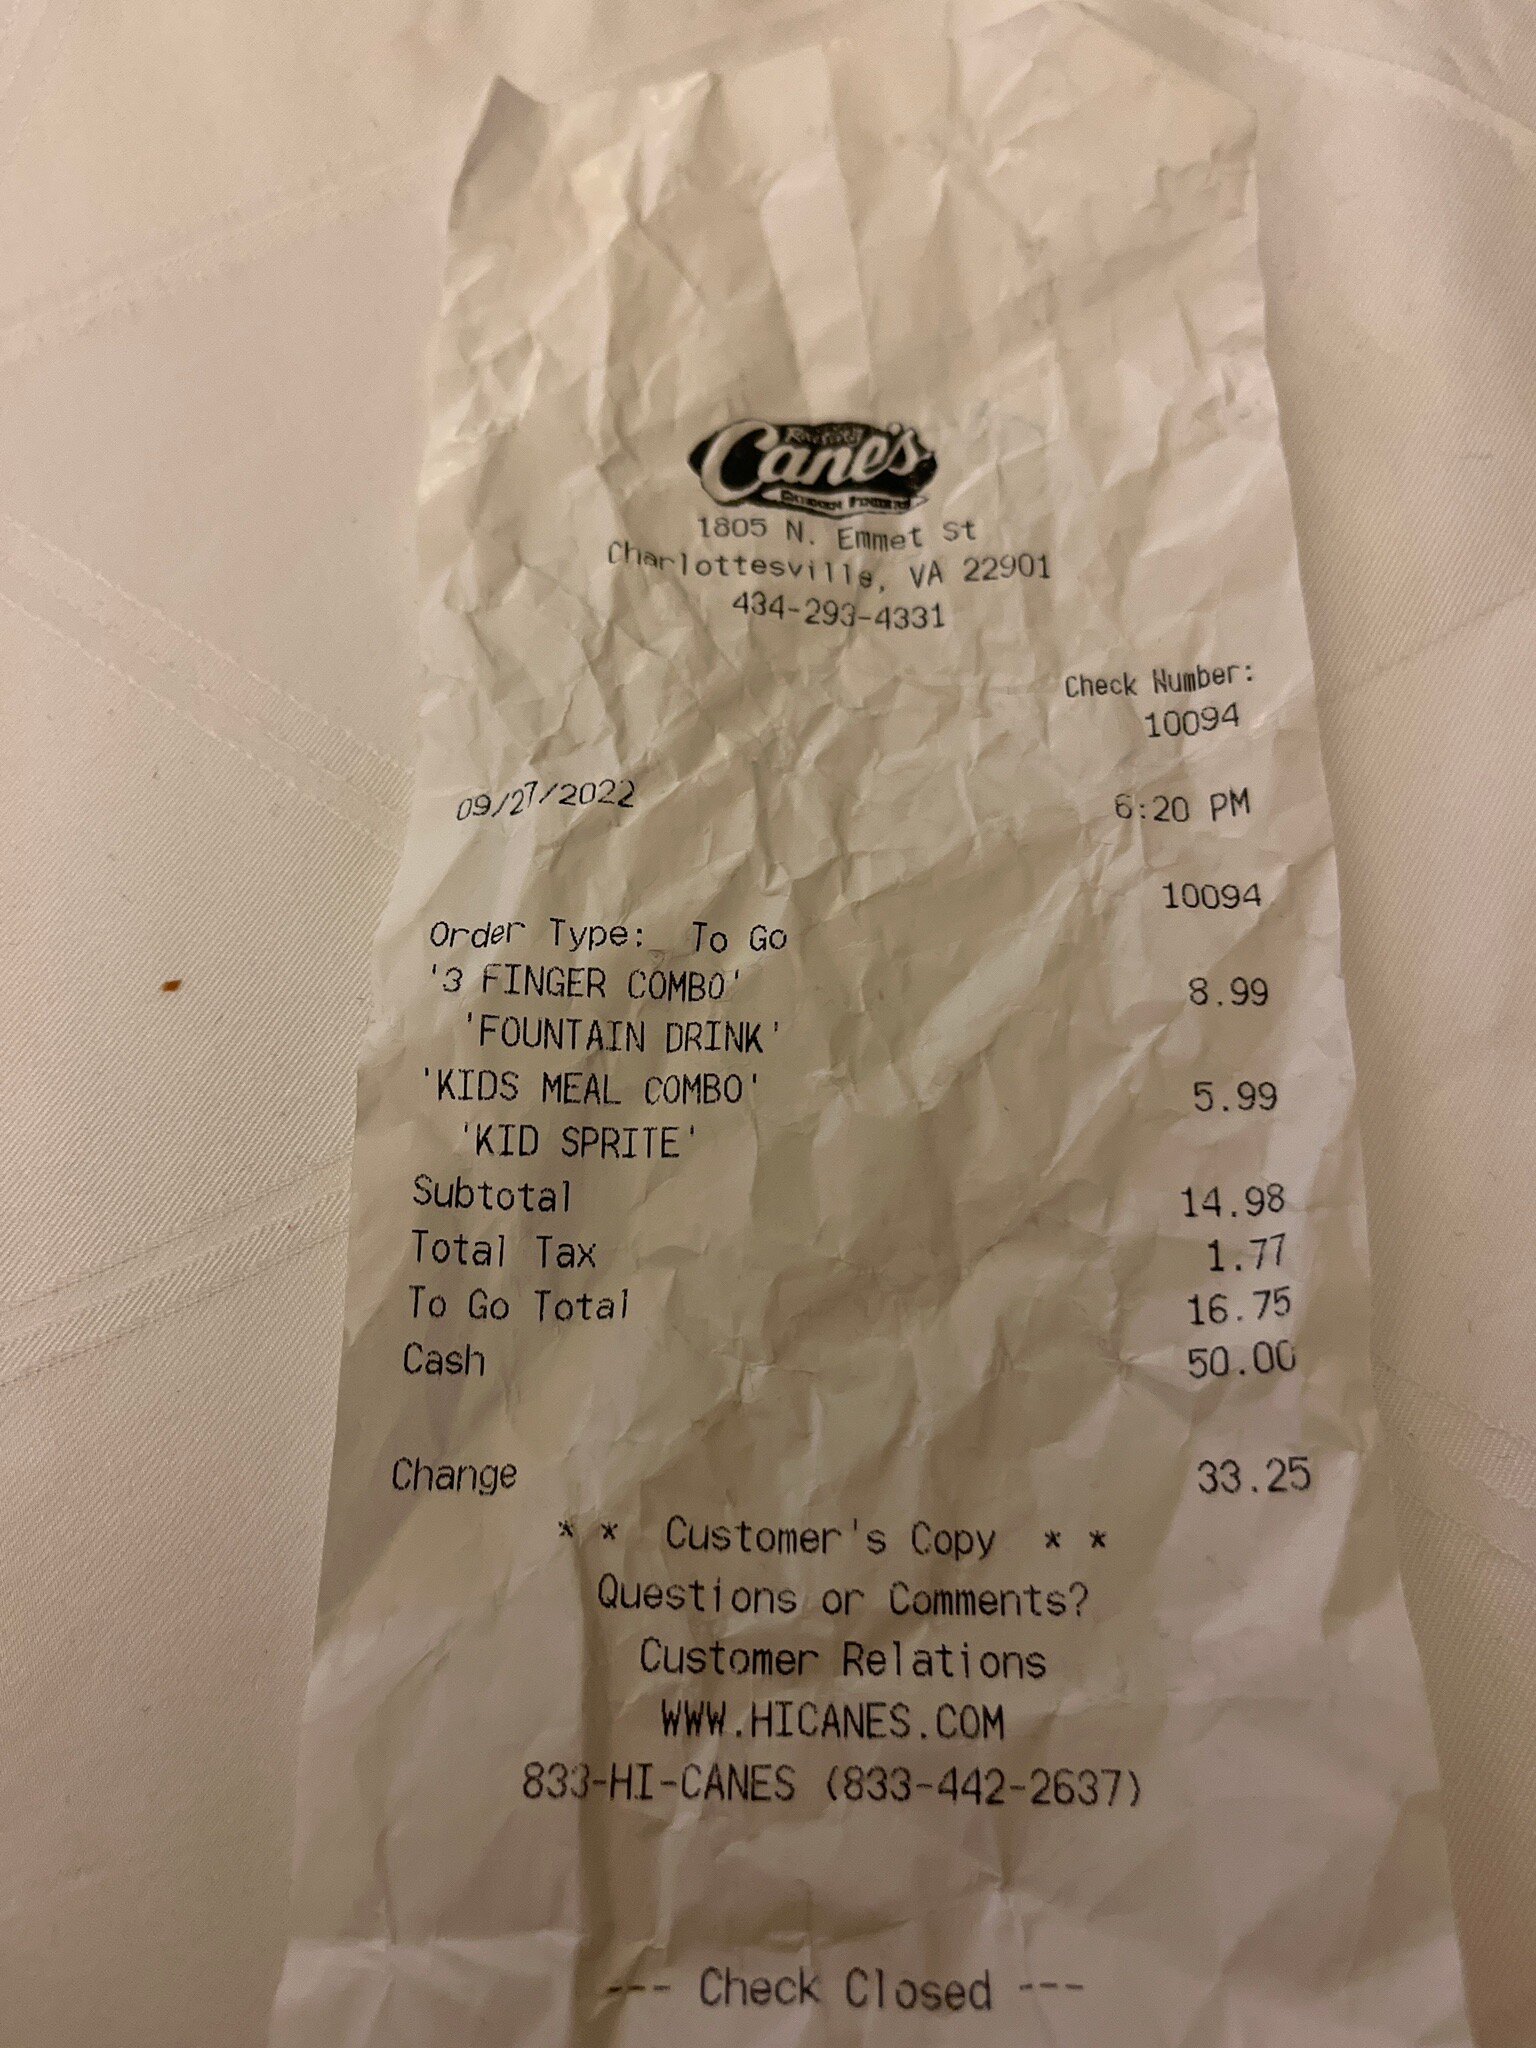 Raising
Cane's
CHICKEN FINGERS
1805 N. Emmet St
Charlottesville, VA 22901
434-293-4331
Check Number:
10094
09/27/2022 6:20 PM
10094
Order Type: To Go
'3 FINGER COMBO' 8.99
'FOUNTAIN DRINK'
'KIDS MEAL COMBO' 5.99
'KID SPRITE'
Subtotal 14.98
Total Tax 1.77
To Go Total 16.75
Cash 50.00
Change 33.25
* * Customer's Copy * *
Questions or Comments?
Customer Relations
WWW.HICANES.COM
833-HI-CANES (833-442-2637)
--- Check Closed ---